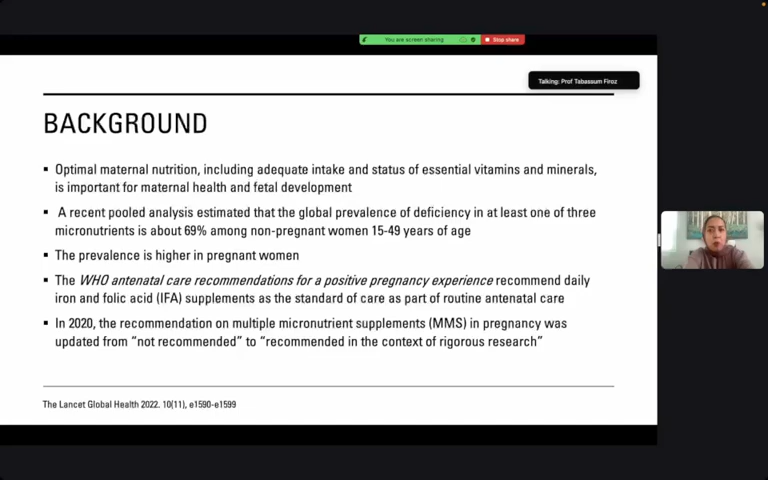 You are screen sharing
Stop share
Talking: Prof Tabassum Firoz
BACKGROUND
▪ Optimal maternal nutrition, including adequate intake and status of essential vitamins and minerals,
is important for maternal health and fetal development
▪ A recent pooled analysis estimated that the global prevalence of deficiency in at least one of three
micronutrients is about 69% among non-pregnant women 15-49 years of age
▪ The prevalence is higher in pregnant women
▪ The WHO antenatal care recommendations for a positive pregnancy experience recommend daily
iron and folic acid (IFA) supplements as the standard of care as part of routine antenatal care
▪ In 2020, the recommendation on multiple micronutrient supplements (MMS) in pregnancy was
updated from “not recommended” to “recommended in the context of rigorous research”
The Lancet Global Health 2022. 10(11), e1590-e1599